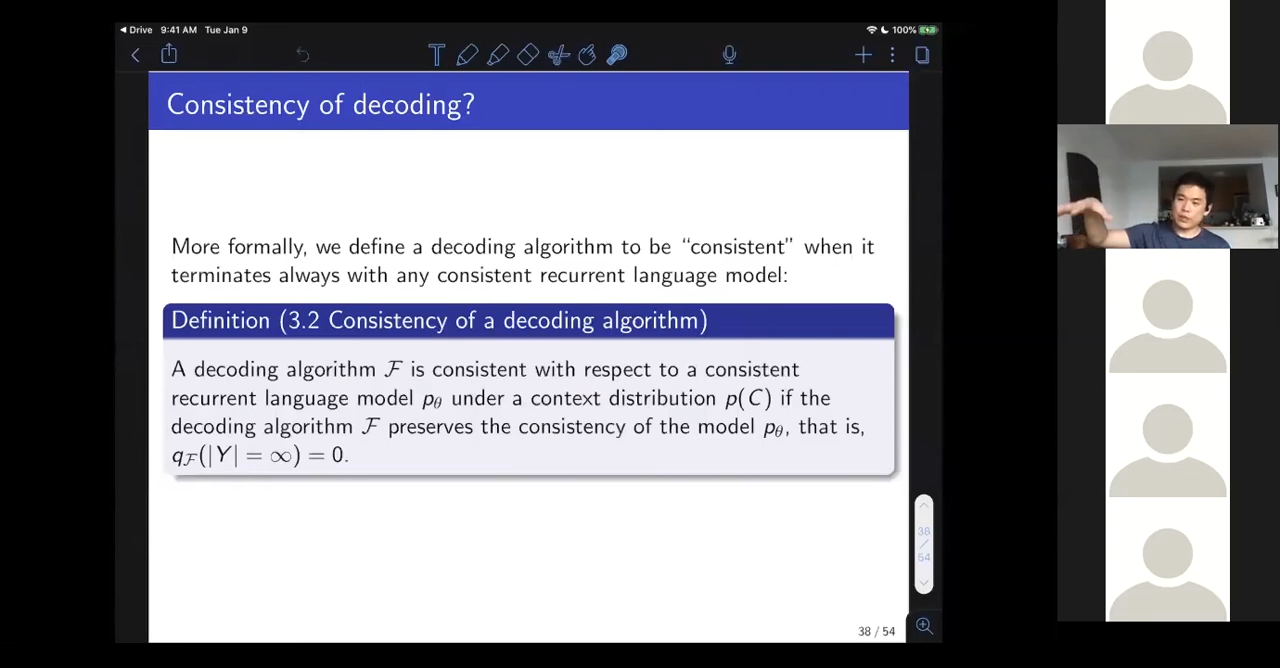 Drive 9:41 AM Tue Jan 9
100%
T
Consistency of decoding?
More formally, we define a decoding algorithm to be “consistent” when it
terminates always with any consistent recurrent language model:
Definition (3.2 Consistency of a decoding algorithm)
A decoding algorithm ℱ is consistent with respect to a consistent
recurrent language model p_θ under a context distribution p(C) if the
decoding algorithm ℱ preserves the consistency of the model p_θ, that is,
q_ℱ(|Y| = ∞) = 0.
38
/
54
38 / 54